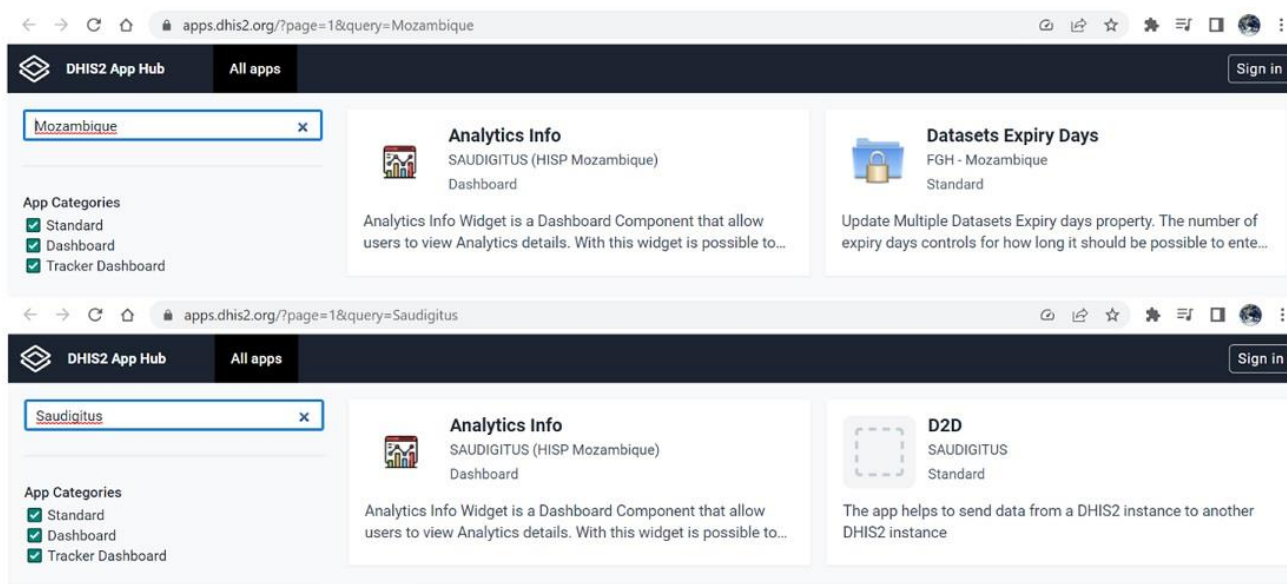 apps.dhis2.org/?page=1&query=Mozambique
DHIS2 App Hub All apps Sign in
Mozambique
App Categories
Standard
Dashboard
Tracker Dashboard
Analytics Info
SAUDIGITUS (HISP Mozambique)
Dashboard
Analytics Info Widget is a Dashboard Component that allow
users to view Analytics details. With this widget is possible to...
Datasets Expiry Days
FGH - Mozambique
Standard
Update Multiple Datasets Expiry days property. The number of
expiry days controls for how long it should be possible to ente...
apps.dhis2.org/?page=1&query=Saudigitus
DHIS2 App Hub All apps Sign in
Saudigitus
App Categories
Standard
Dashboard
Tracker Dashboard
Analytics Info
SAUDIGITUS (HISP Mozambique)
Dashboard
Analytics Info Widget is a Dashboard Component that allow
users to view Analytics details. With this widget is possible to...
D2D
SAUDIGITUS
Standard
The app helps to send data from a DHIS2 instance to another
DHIS2 instance